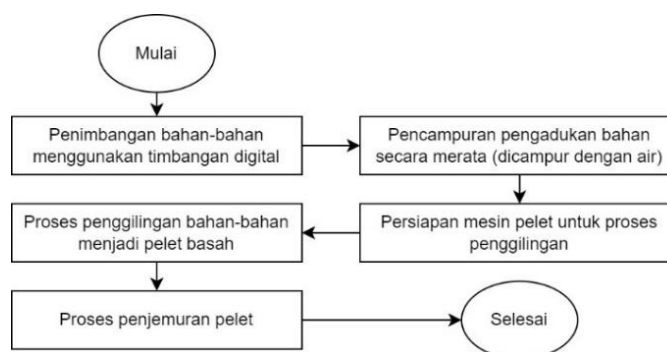 Mulai
Penimbangan bahan-bahan
menggunakan timbangan digital
Pencampuran pengadukan bahan
secara merata (dicampur dengan air)
Persiapan mesin pelet untuk proses
penggilingan
Proses penggilingan bahan-bahan
menjadi pelet basah
Proses penjemuran pelet
Selesai